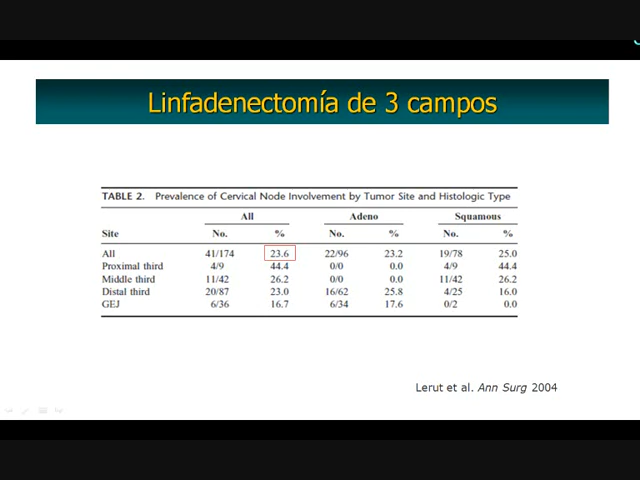 Linfadenectomía de 3 campos
TABLE 2. Prevalence of Cervical Node Involvement by Tumor Site and Histologic Type
All Adeno Squamous
Site No. % No. % No. %
All 41/174 23.6 22/96 23.2 19/78 25.0
Proximal third 4/9 44.4 0/0 0.0 4/9 44.4
Middle third 11/42 26.2 0/0 0.0 11/42 26.2
Distal third 20/87 23.0 16/62 25.8 4/25 16.0
GEJ 6/36 16.7 6/34 17.6 0/2 0.0
Lerut et al. Ann Surg 2004